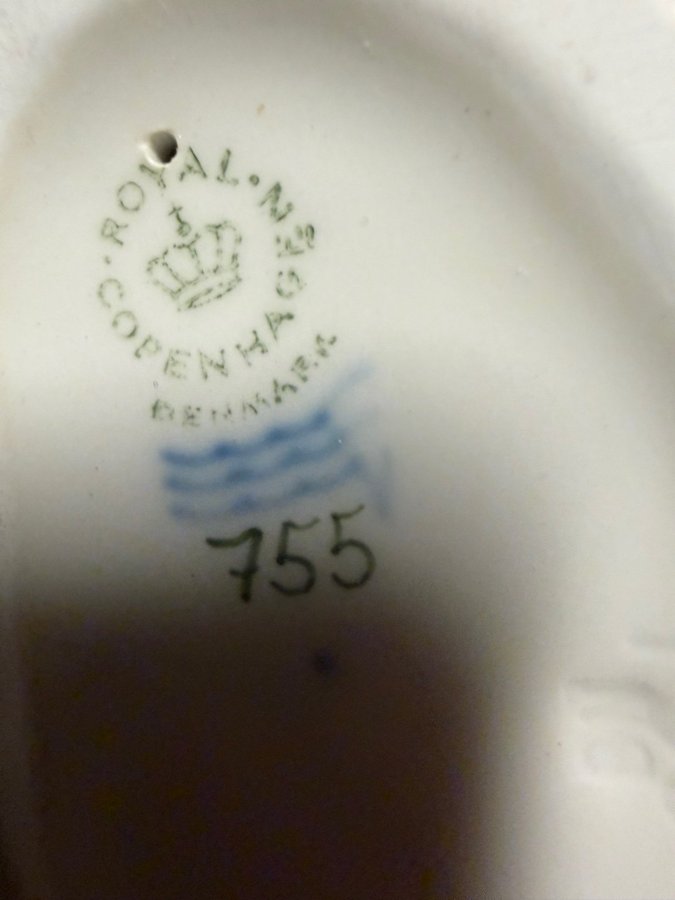 ROYAL · COPENHAGEN ·
DENMARK
755